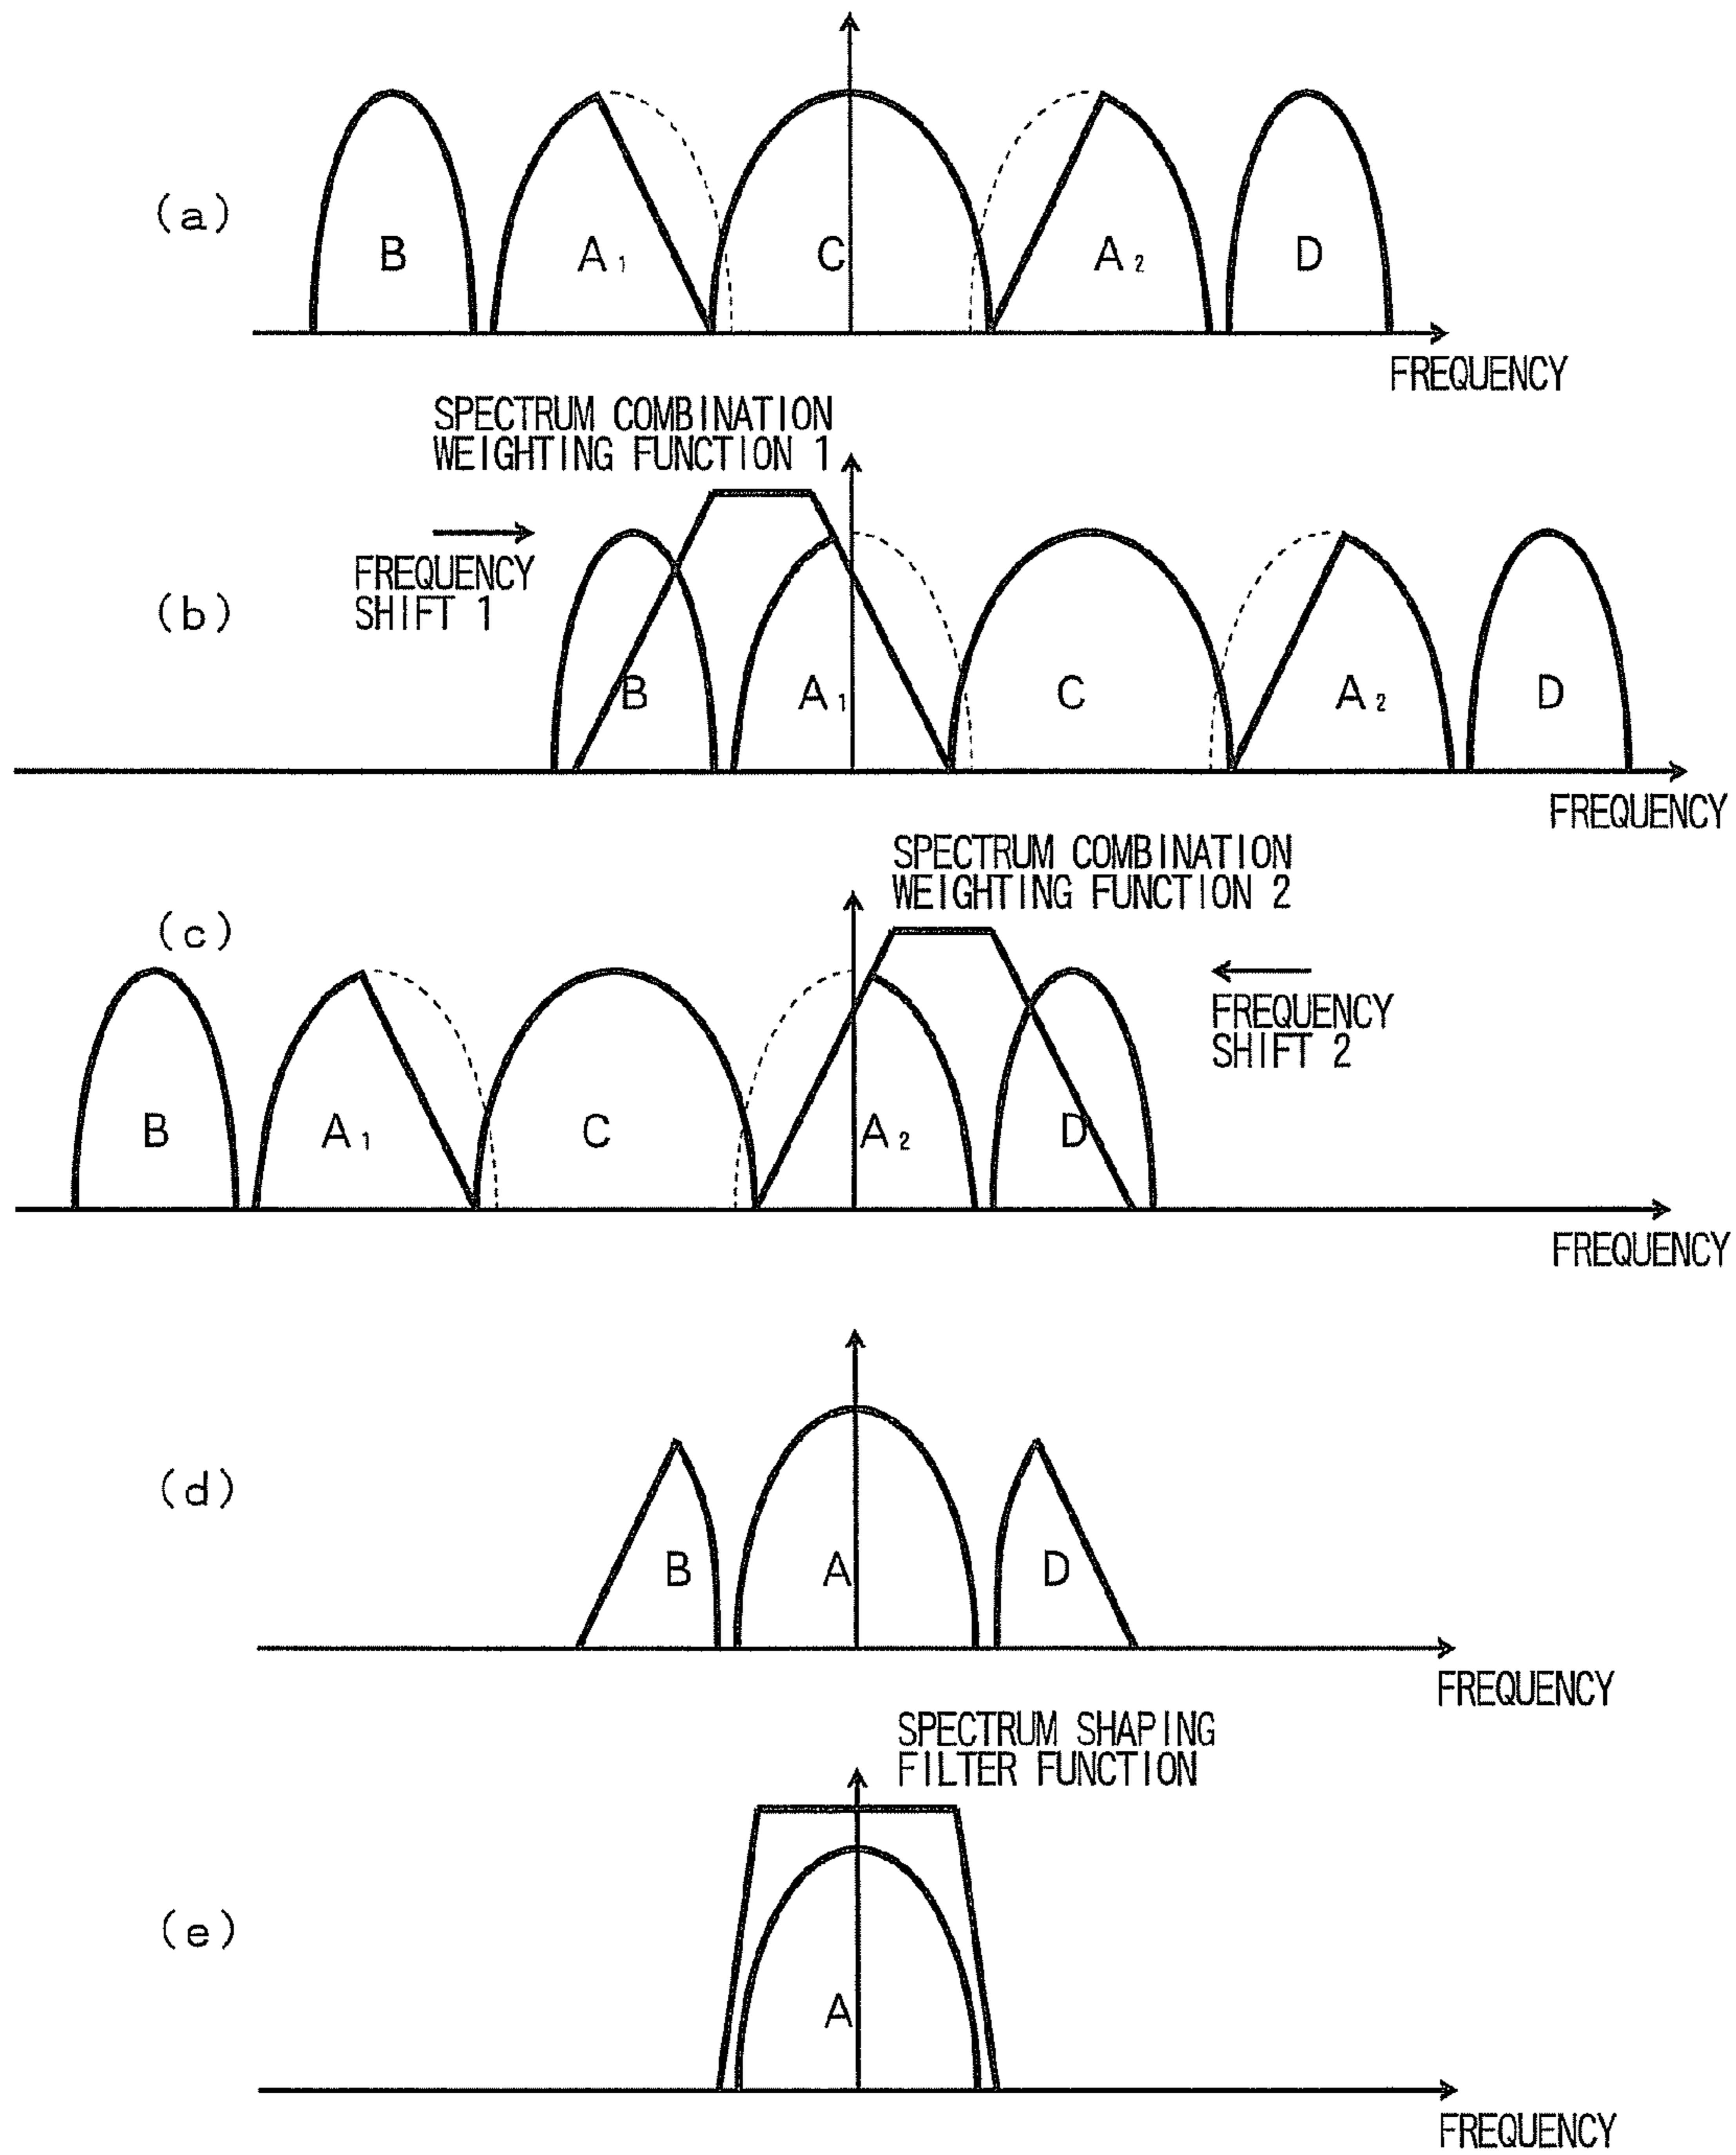 (a)
B
A1
C
A2
D
FREQUENCY
SPECTRUM COMBINATION
WEIGHTING FUNCTION 1
FREQUENCY
SHIFT 1
(b)
B
A1
C
A2
D
FREQUENCY
SPECTRUM COMBINATION
WEIGHTING FUNCTION 2
(c)
FREQUENCY
SHIFT 2
B
A1
C
A2
D
FREQUENCY
(d)
B
A
D
FREQUENCY
SPECTRUM SHAPING
FILTER FUNCTION
(e)
A
FREQUENCY